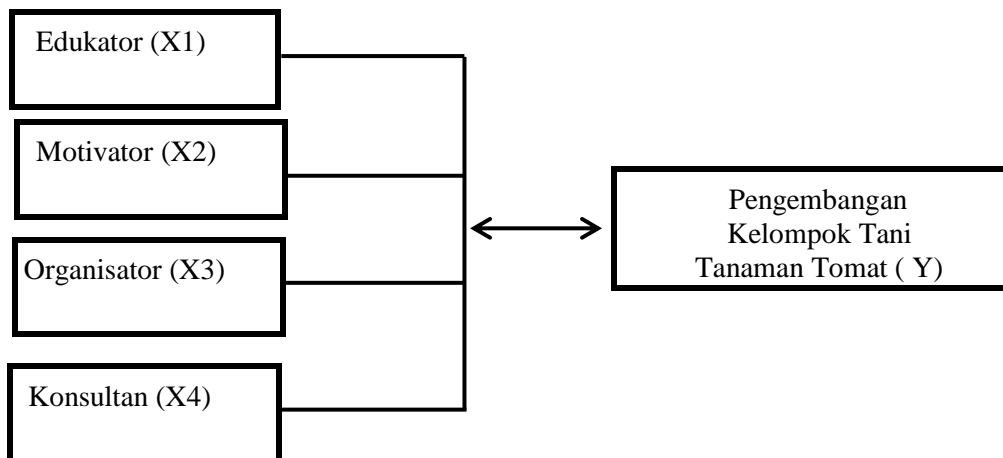 Edukator (X1)
Motivator (X2)
Organisator (X3)
Konsultan (X4)
Pengembangan
Kelompok Tani
Tanaman Tomat ( Y)